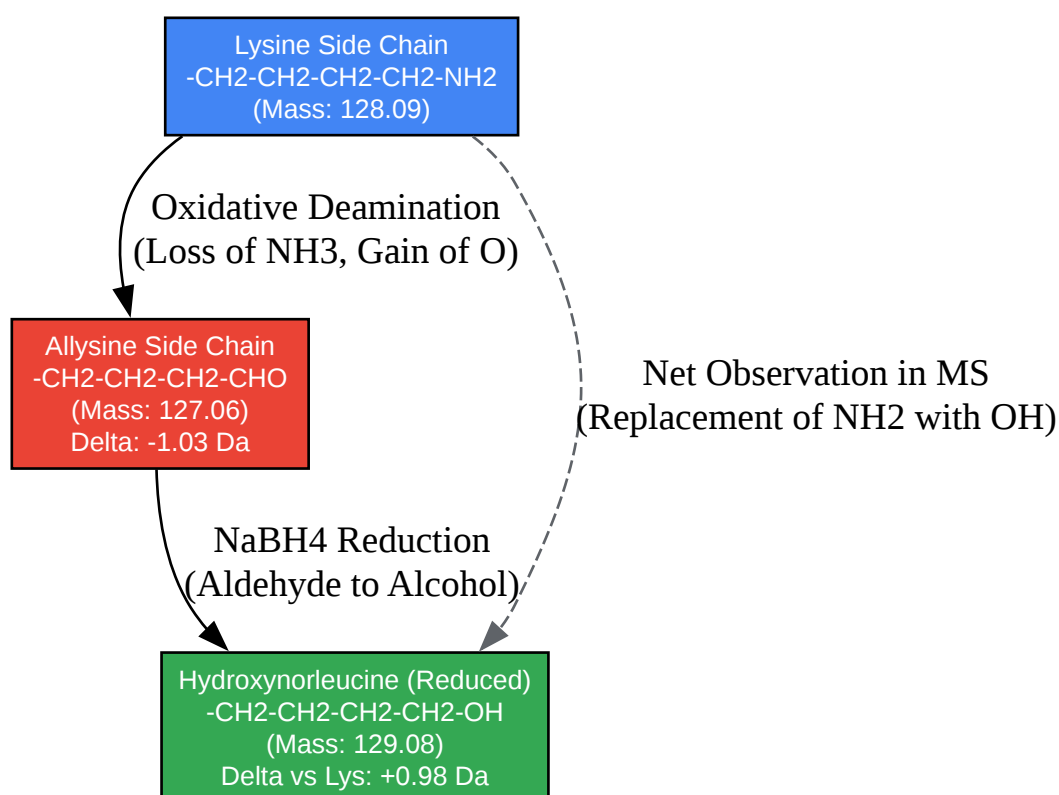 Lysine Side Chain
-CH2-CH2-CH2-CH2-NH2
(Mass: 128.09)
Oxidative Deamination
(Loss of NH3, Gain of O)
Allysine Side Chain
-CH2-CH2-CH2-CHO
(Mass: 127.06)
Delta: -1.03 Da
Net Observation in MS
(Replacement of NH2 with OH)
NaBH4 Reduction
(Aldehyde to Alcohol)
Hydroxynorleucine (Reduced)
-CH2-CH2-CH2-CH2-OH
(Mass: 129.08)
Delta vs Lys: +0.98 Da